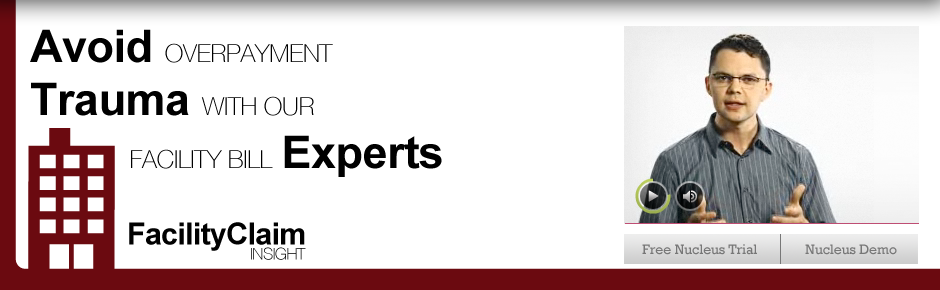 Avoid OVERPAYMENT
Trauma WITH OUR
FACILITY BILL Experts
FacilityClaim
INSIGHT
Free Nucleus Trial
Nucleus Demo